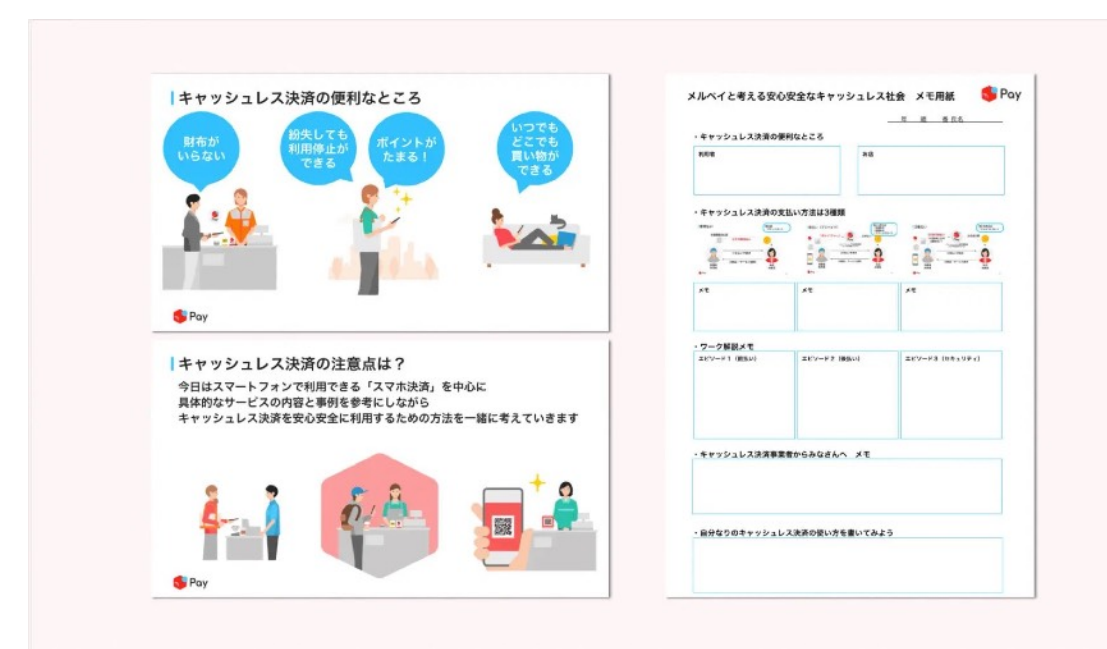 キャッシュレス決済の便利なところ
財布が
いらない
紛失しても
利用停止が
できる
ポイントが
たまる！
いつでも
どこでも
買い物が
できる
Pay
キャッシュレス決済の注意点は？
今日はスマートフォンで利用できる「スマホ決済」を中心に
具体的なサービスの内容と事例を参考にしながら
キャッシュレス決済を安心安全に利用するための方法を一緒に考えていきます
Pay
メルペイと考える安心安全なキャッシュレス社会　メモ用紙
Pay
年　組　番 氏名
・キャッシュレス決済の便利なところ
利用者
お店
・キャッシュレス決済の支払い方法は3種類
メモ
メモ
メモ
・ワーク解説メモ
エピソード1（前払い）
エピソード2（後払い）
エピソード3（セキュリティ）
・キャッシュレス決済事業者からみなさんへ　メモ
・自分なりのキャッシュレス決済の使い方を書いてみよう